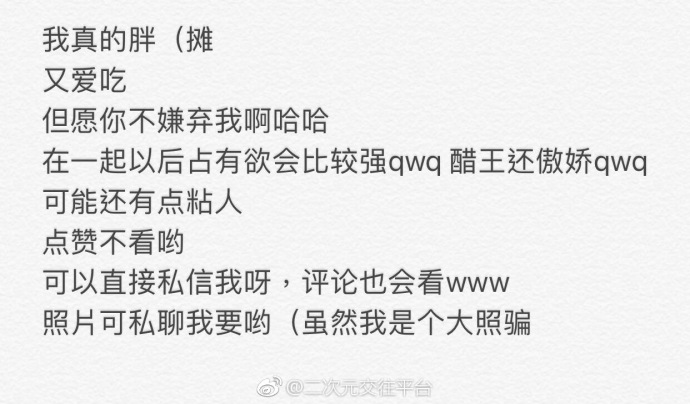 我真的胖（摊
又爱吃
但愿你不嫌弃我啊哈哈
在一起以后占有欲会比较强qwq 醋王还傲娇qwq
可能还有点粘人
点赞不看哟
可以直接私信我呀，评论也会看www
照片可私聊我要哟（虽然我是个大照骗
@二次元交往平台